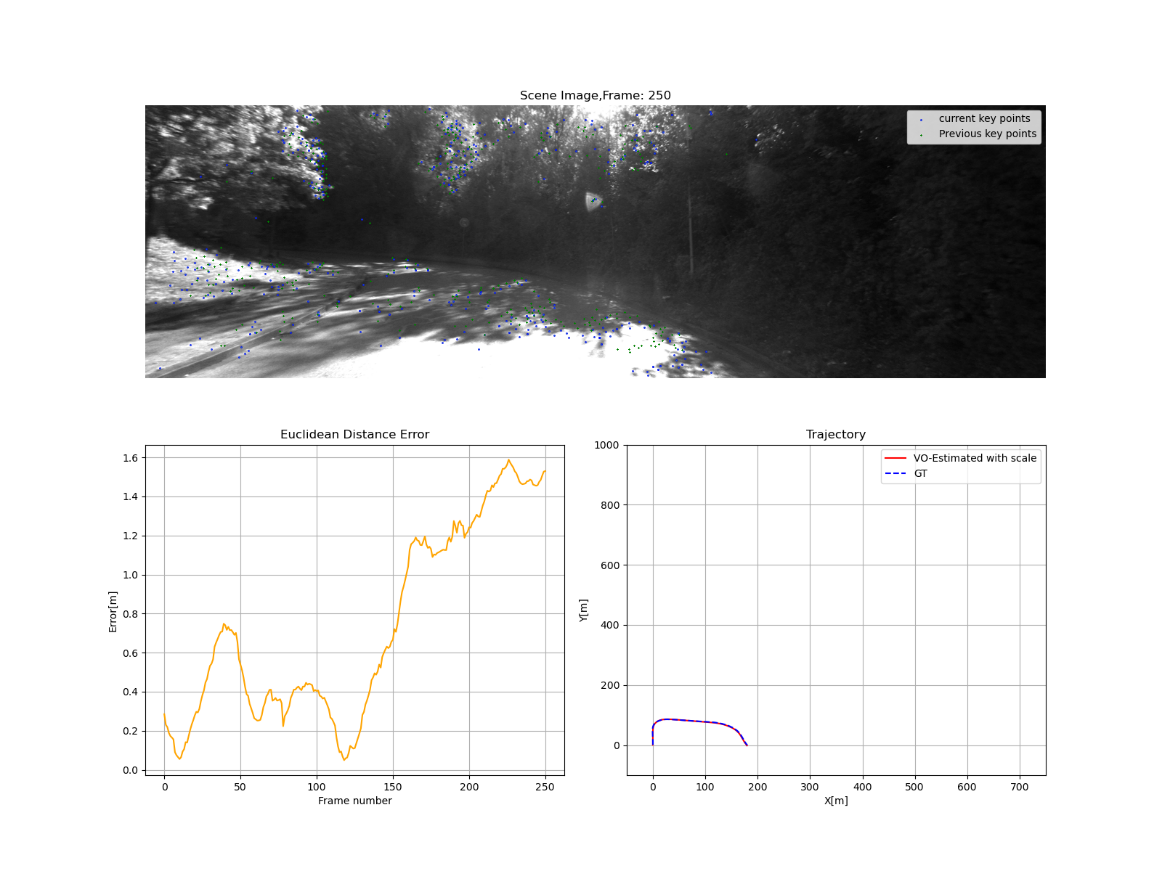 Scene Image,Frame: 250
current key points
Previous key points
Euclidean Distance Error
Error[m]
1.6
1.4
1.2
1.0
0.8
0.6
0.4
0.2
0.0
0 50 100 150 200 250
Frame number
Trajectory
VO-Estimated with scale
GT
Y[m]
1000
800
600
400
200
0
0 100 200 300 400 500 600 700
X[m]